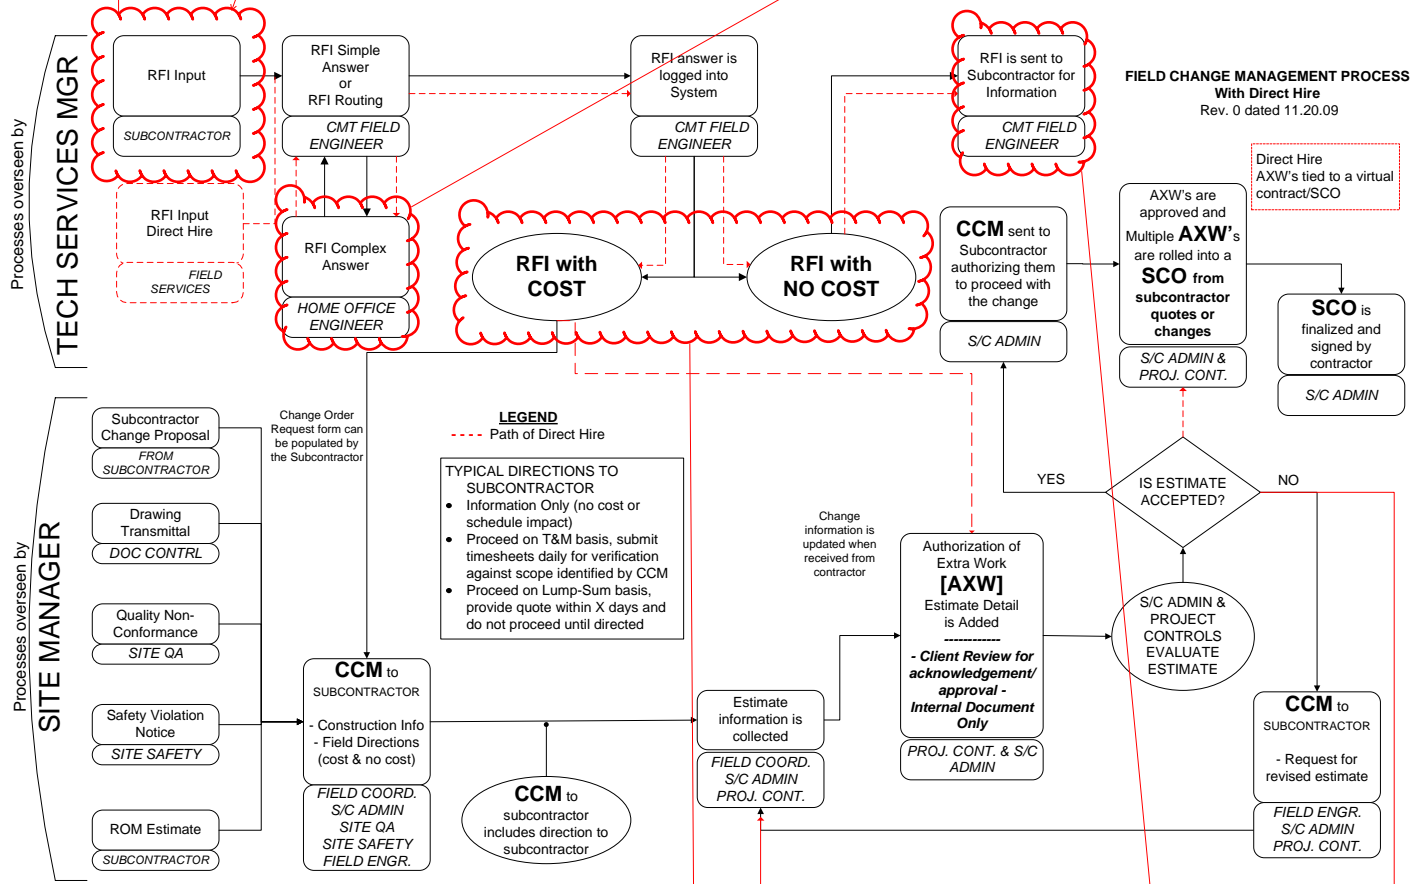 FIELD CHANGE MANAGEMENT PROCESS
With Direct Hire
Rev. 0 dated 11.20.09
Processes overseen by
TECH SERVICES MGR
RFI Input
SUBCONTRACTOR
RFI Simple
Answer
or
RFI Routing
CMT FIELD
ENGINEER
RFI answer is
logged into
System
CMT FIELD
ENGINEER
RFI is sent to
Subcontractor for
Information
CMT FIELD
ENGINEER
Direct Hire
AXW's tied to a virtual
contract/SCO
RFI Input
Direct Hire
FIELD
SERVICES
RFI Complex
Answer
HOME OFFICE
ENGINEER
RFI with
COST
RFI with
NO COST
CCM sent to
Subcontractor
authorizing them
to proceed with
the change
S/C ADMIN
AXW's are
approved and
Multiple AXW's
are rolled into a
SCO from
subcontractor
quotes or
changes
S/C ADMIN &
PROJ. CONT.
SCO is
finalized and
signed by
contractor
S/C ADMIN
Processes overseen by
SITE MANAGER
Subcontractor
Change Proposal
FROM
SUBCONTRACTOR
Drawing
Transmittal
DOC CONTRL
Quality Non-
Conformance
SITE QA
Safety Violation
Notice
SITE SAFETY
ROM Estimate
SUBCONTRACTOR
Change Order
Request form can
be populated by
the Subcontractor
LEGEND
Path of Direct Hire
TYPICAL DIRECTIONS TO
SUBCONTRACTOR
• Information Only (no cost or
schedule impact)
• Proceed on T&M basis, submit
timesheets daily for verification
against scope identified by CCM
• Proceed on Lump-Sum basis,
provide quote within X days and
do not proceed until directed
CCM to
SUBCONTRACTOR
- Construction Info
- Field Directions
(cost & no cost)
FIELD COORD.
S/C ADMIN
SITE QA
SITE SAFETY
FIELD ENGR.
CCM to
subcontractor
includes direction to
subcontractor
Estimate
information is
collected
FIELD COORD.
S/C ADMIN
PROJ. CONT.
Change
information is
updated when
received from
contractor
Authorization of
Extra Work
[AXW]
Estimate Detail
is Added
------------
- Client Review for
acknowledgement/
approval -
Internal Document
Only
PROJ. CONT. & S/C
ADMIN
YES
IS ESTIMATE
ACCEPTED?
NO
S/C ADMIN &
PROJECT
CONTROLS
EVALUATE
ESTIMATE
CCM to
SUBCONTRACTOR
- Request for
revised estimate
FIELD ENGR.
S/C ADMIN
PROJ. CONT.